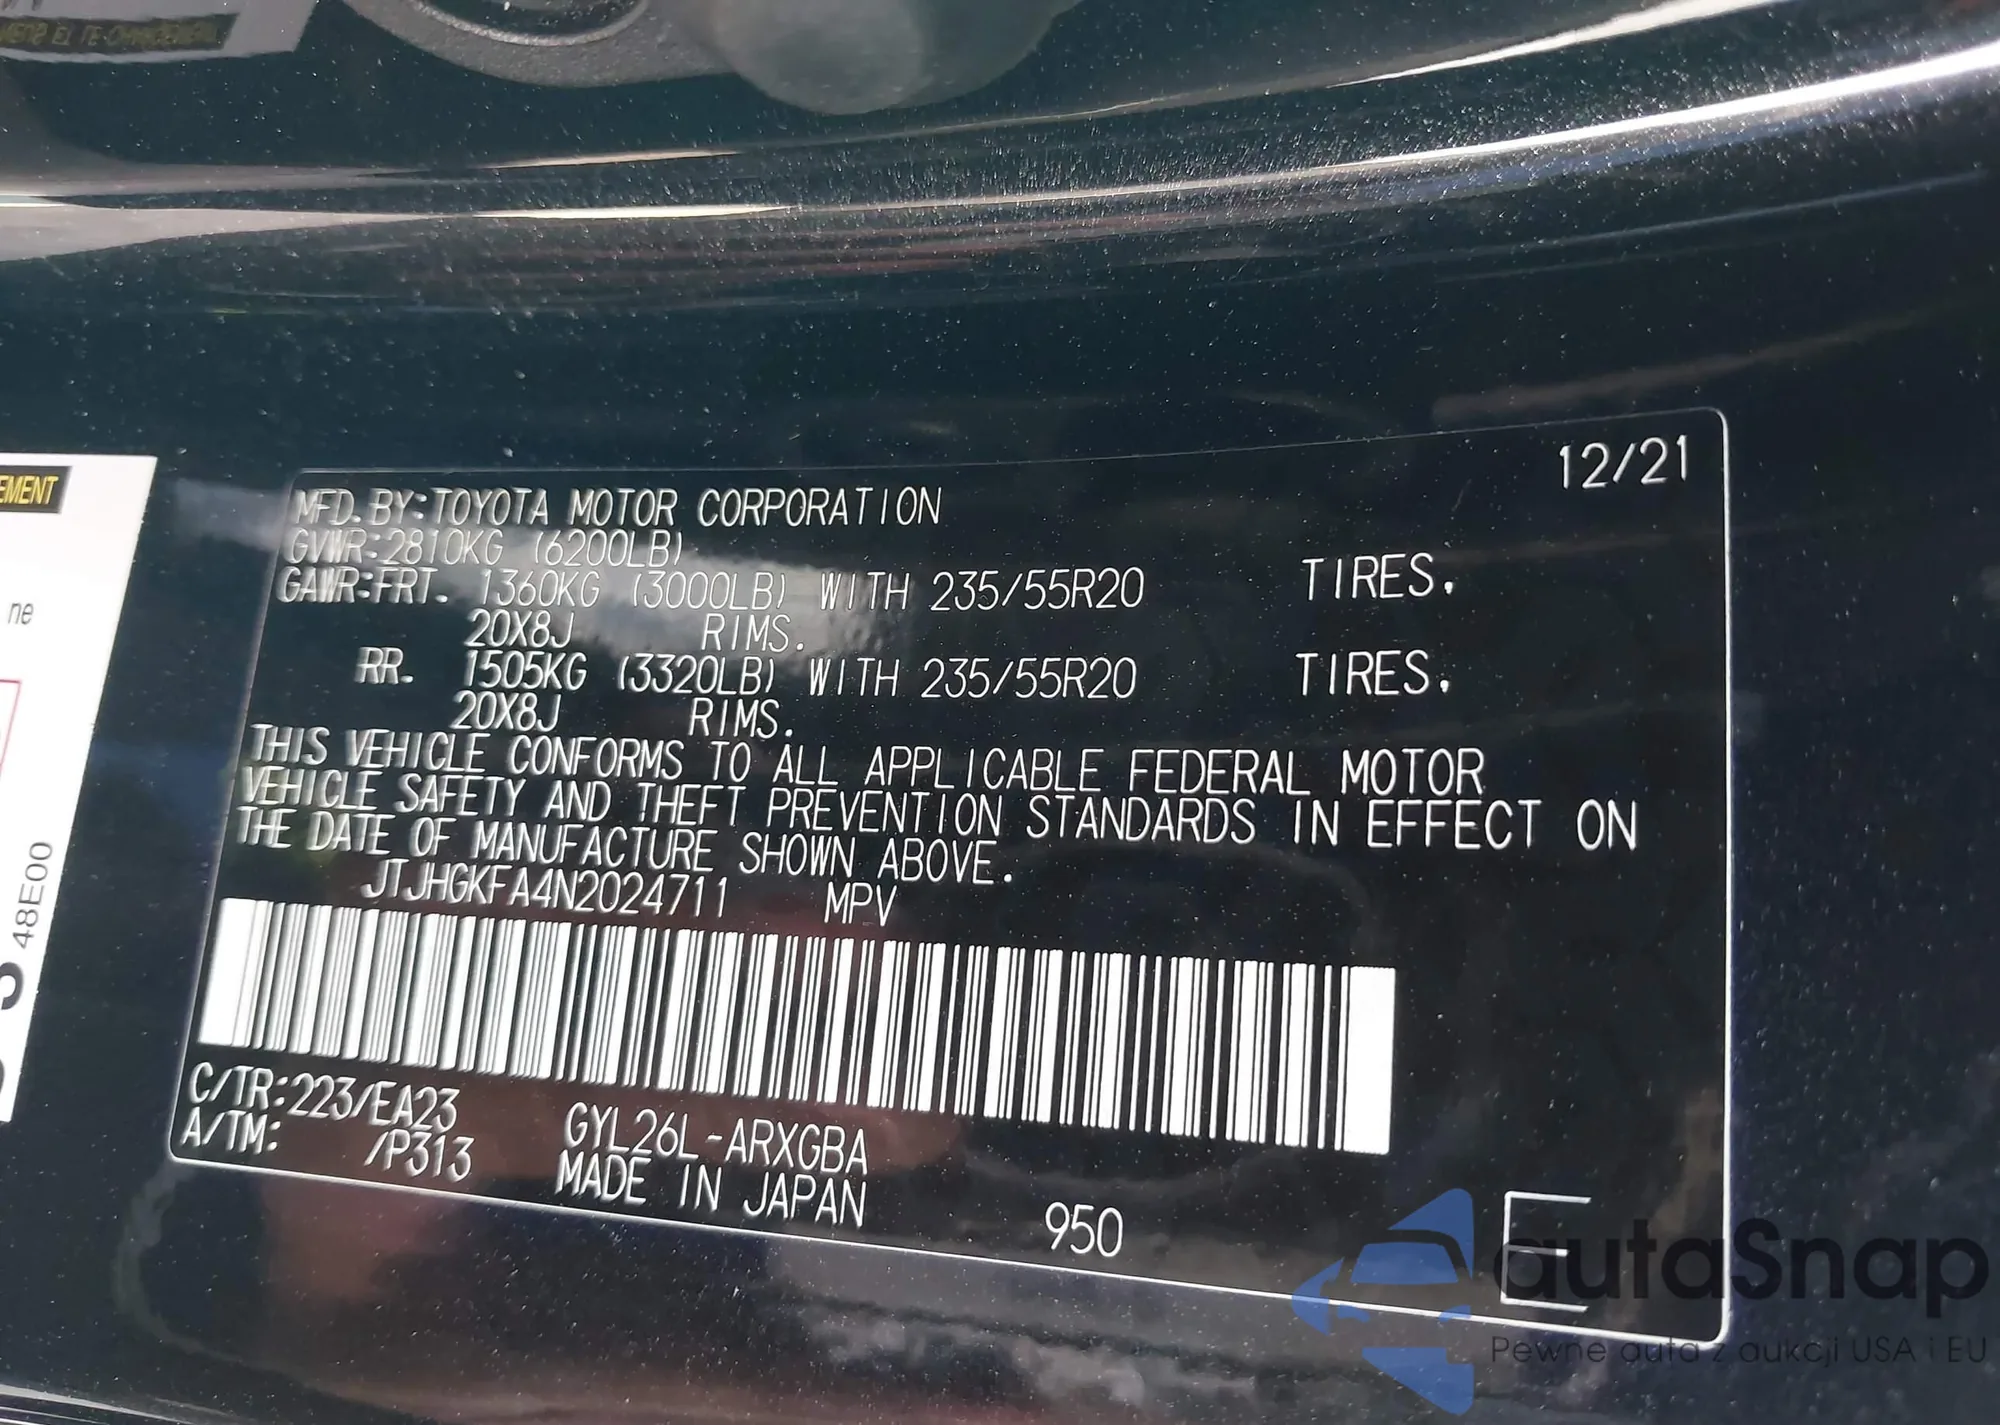 EMENT
ne
48E00
12/21
MFD. BY:TOYOTA MOTOR CORPORATION
GVWR:2810KG (6200LB)
GAWR:FRT. 1360KG (3000LB) WITH 235/55R20 TIRES.
20X8J RIMS.
RR. 1505KG (3320LB) WITH 235/55R20 TIRES.
20X8J RIMS.
THIS VEHICLE CONFORMS TO ALL APPLICABLE FEDERAL MOTOR
VEHICLE SAFETY AND THEFT PREVENTION STANDARDS IN EFFECT ON
THE DATE OF MANUFACTURE SHOWN ABOVE.
JTJHGKFA4N2024711 MPV
C/TR:223/EA23 GYL26L-ARXGBA
A/TM: /P313 MADE IN JAPAN
950
E
autaSnap
Pewne auta z aukcji USA i EU